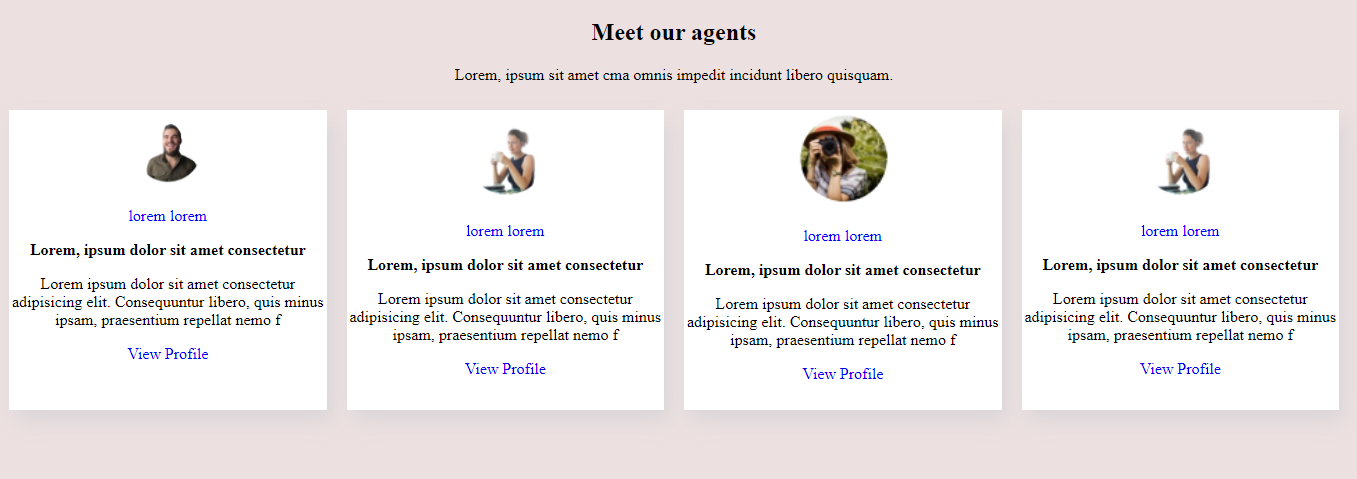 Meet our agents
Lorem, ipsum sit amet cma omnis impedit incidunt libero quisquam.
lorem lorem
Lorem, ipsum dolor sit amet consectetur
Lorem ipsum dolor sit amet consectetur
adipisicing elit. Consequuntur libero, quis minus
ipsam, praesentium repellat nemo f
View Profile
lorem lorem
Lorem, ipsum dolor sit amet consectetur
Lorem ipsum dolor sit amet consectetur
adipisicing elit. Consequuntur libero, quis minus
ipsam, praesentium repellat nemo f
View Profile
lorem lorem
Lorem, ipsum dolor sit amet consectetur
Lorem ipsum dolor sit amet consectetur
adipisicing elit. Consequuntur libero, quis minus
ipsam, praesentium repellat nemo f
View Profile
lorem lorem
Lorem, ipsum dolor sit amet consectetur
Lorem ipsum dolor sit amet consectetur
adipisicing elit. Consequuntur libero, quis minus
ipsam, praesentium repellat nemo f
View Profile